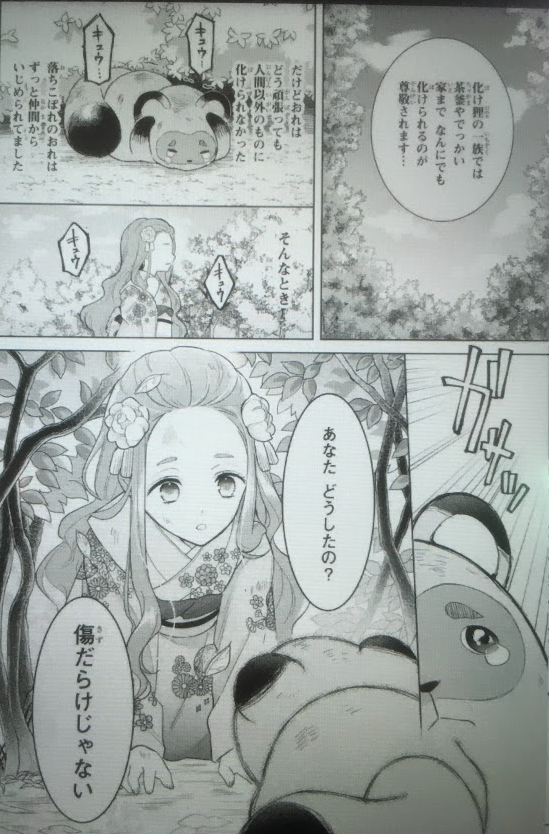 化け狸の一族では
茶釜やでっかい
家まで なんにでも
化けられるのが
尊敬されます…
だけどおれは
どう頑張っても
人間以外のものに
化けられなかった
キュウ…
キュウ…
落ちこぼれのおれは
ずっと仲間から
いじめられてました
そんなとき――
キュウ…
キュウ…
ガサッ
あなた どうしたの？
傷だらけじゃない